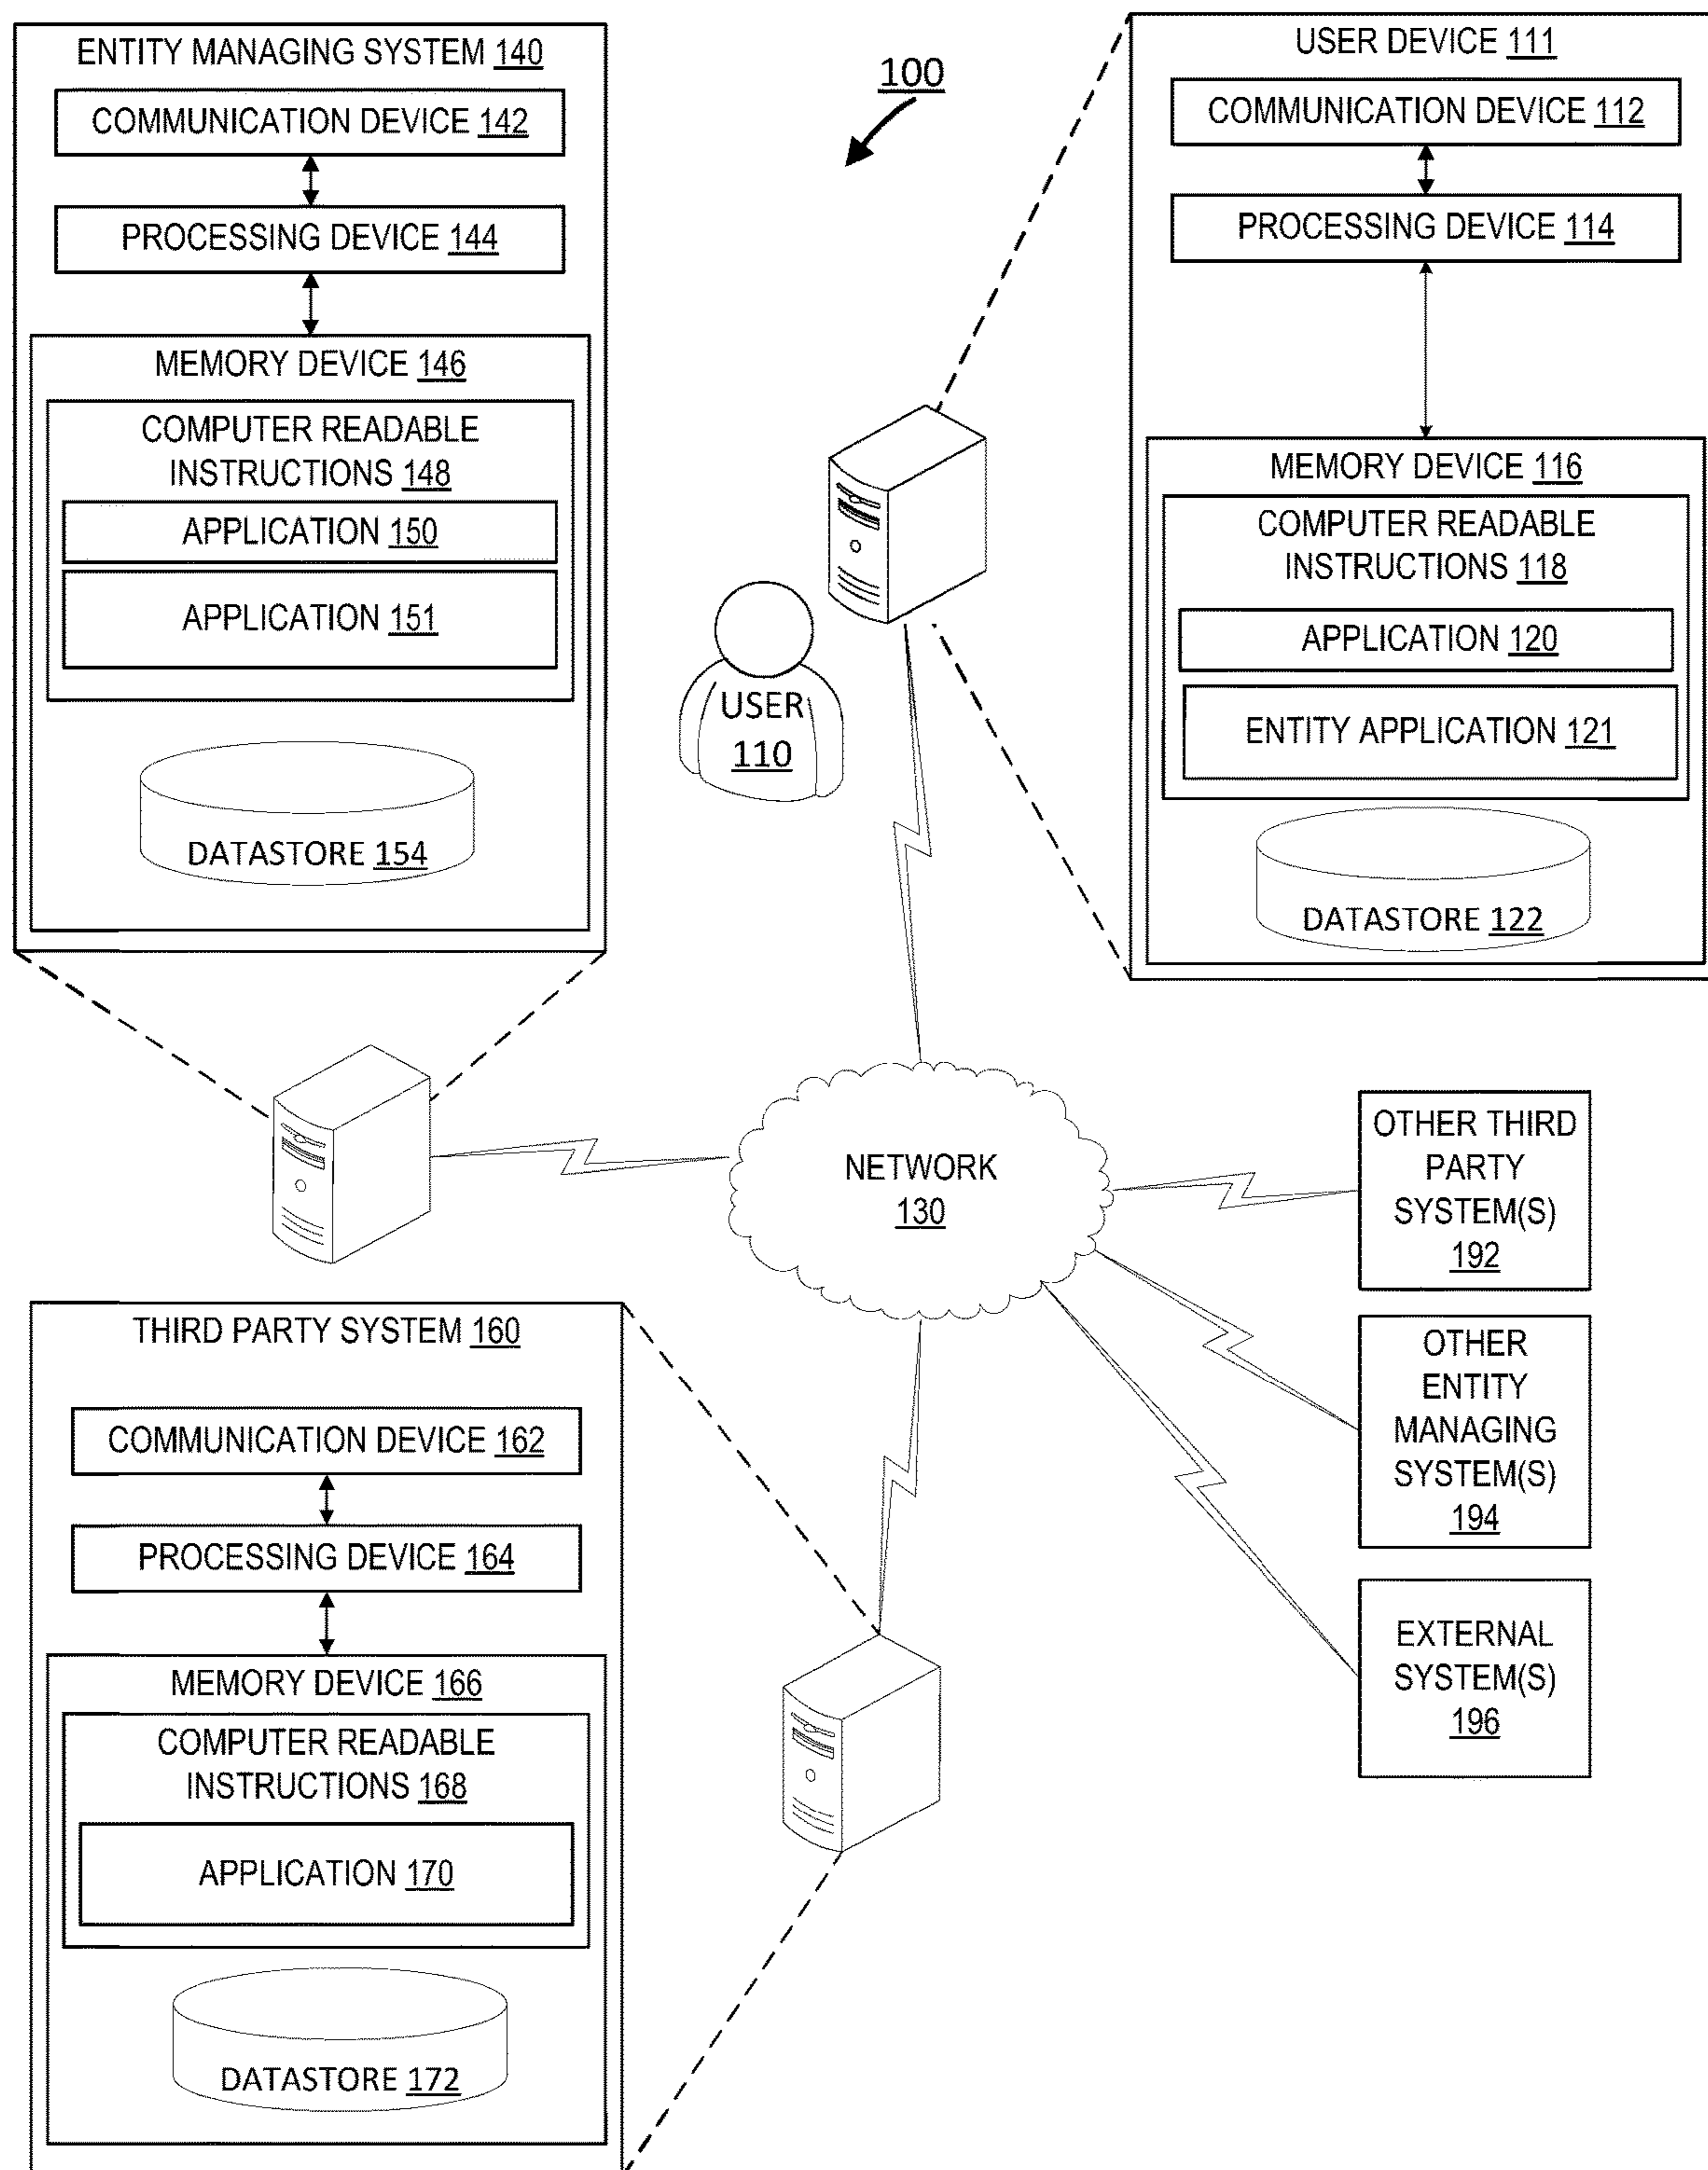 ENTITY MANAGING SYSTEM 140
COMMUNICATION DEVICE 142
PROCESSING DEVICE 144
MEMORY DEVICE 146
COMPUTER READABLE
INSTRUCTIONS 148
APPLICATION 150
APPLICATION 151
DATASTORE 154
100
USER
110
USER DEVICE 111
COMMUNICATION DEVICE 112
PROCESSING DEVICE 114
MEMORY DEVICE 116
COMPUTER READABLE
INSTRUCTIONS 118
APPLICATION 120
ENTITY APPLICATION 121
DATASTORE 122
NETWORK
130
OTHER THIRD
PARTY
SYSTEM(S)
192
OTHER
ENTITY
MANAGING
SYSTEM(S)
194
EXTERNAL
SYSTEM(S)
196
THIRD PARTY SYSTEM 160
COMMUNICATION DEVICE 162
PROCESSING DEVICE 164
MEMORY DEVICE 166
COMPUTER READABLE
INSTRUCTIONS 168
APPLICATION 170
DATASTORE 172